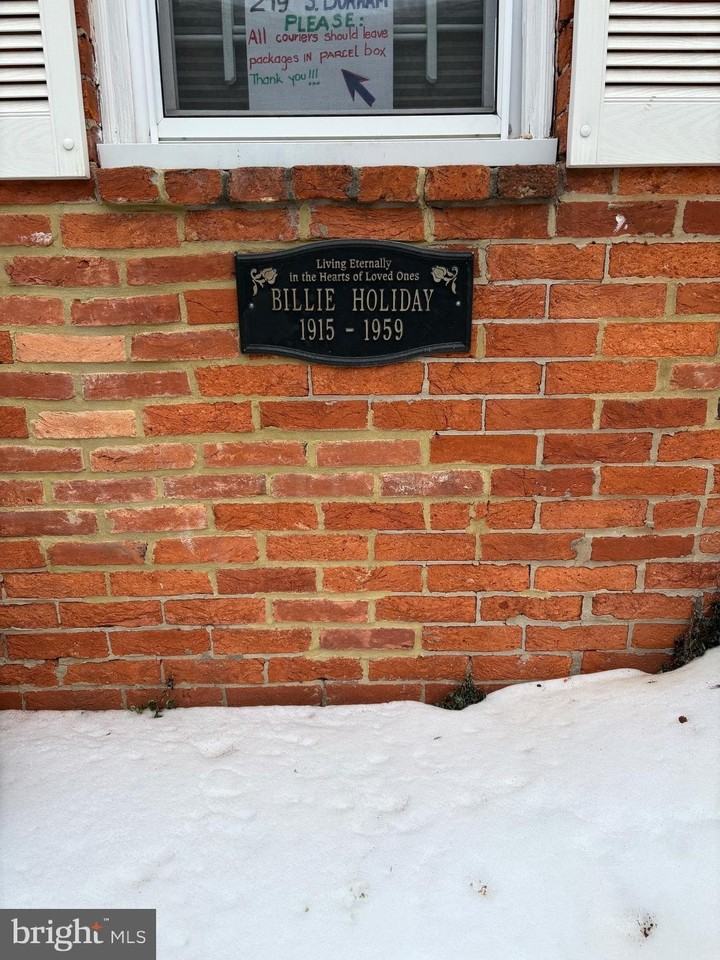 219 S. DURHAM
PLEASE:
All couriers should leave
packages in PARCEL BOX
Thank you!!!
Living Eternally
in the Hearts of Loved Ones
BILLIE HOLIDAY
1915 - 1959
bright™ MLS